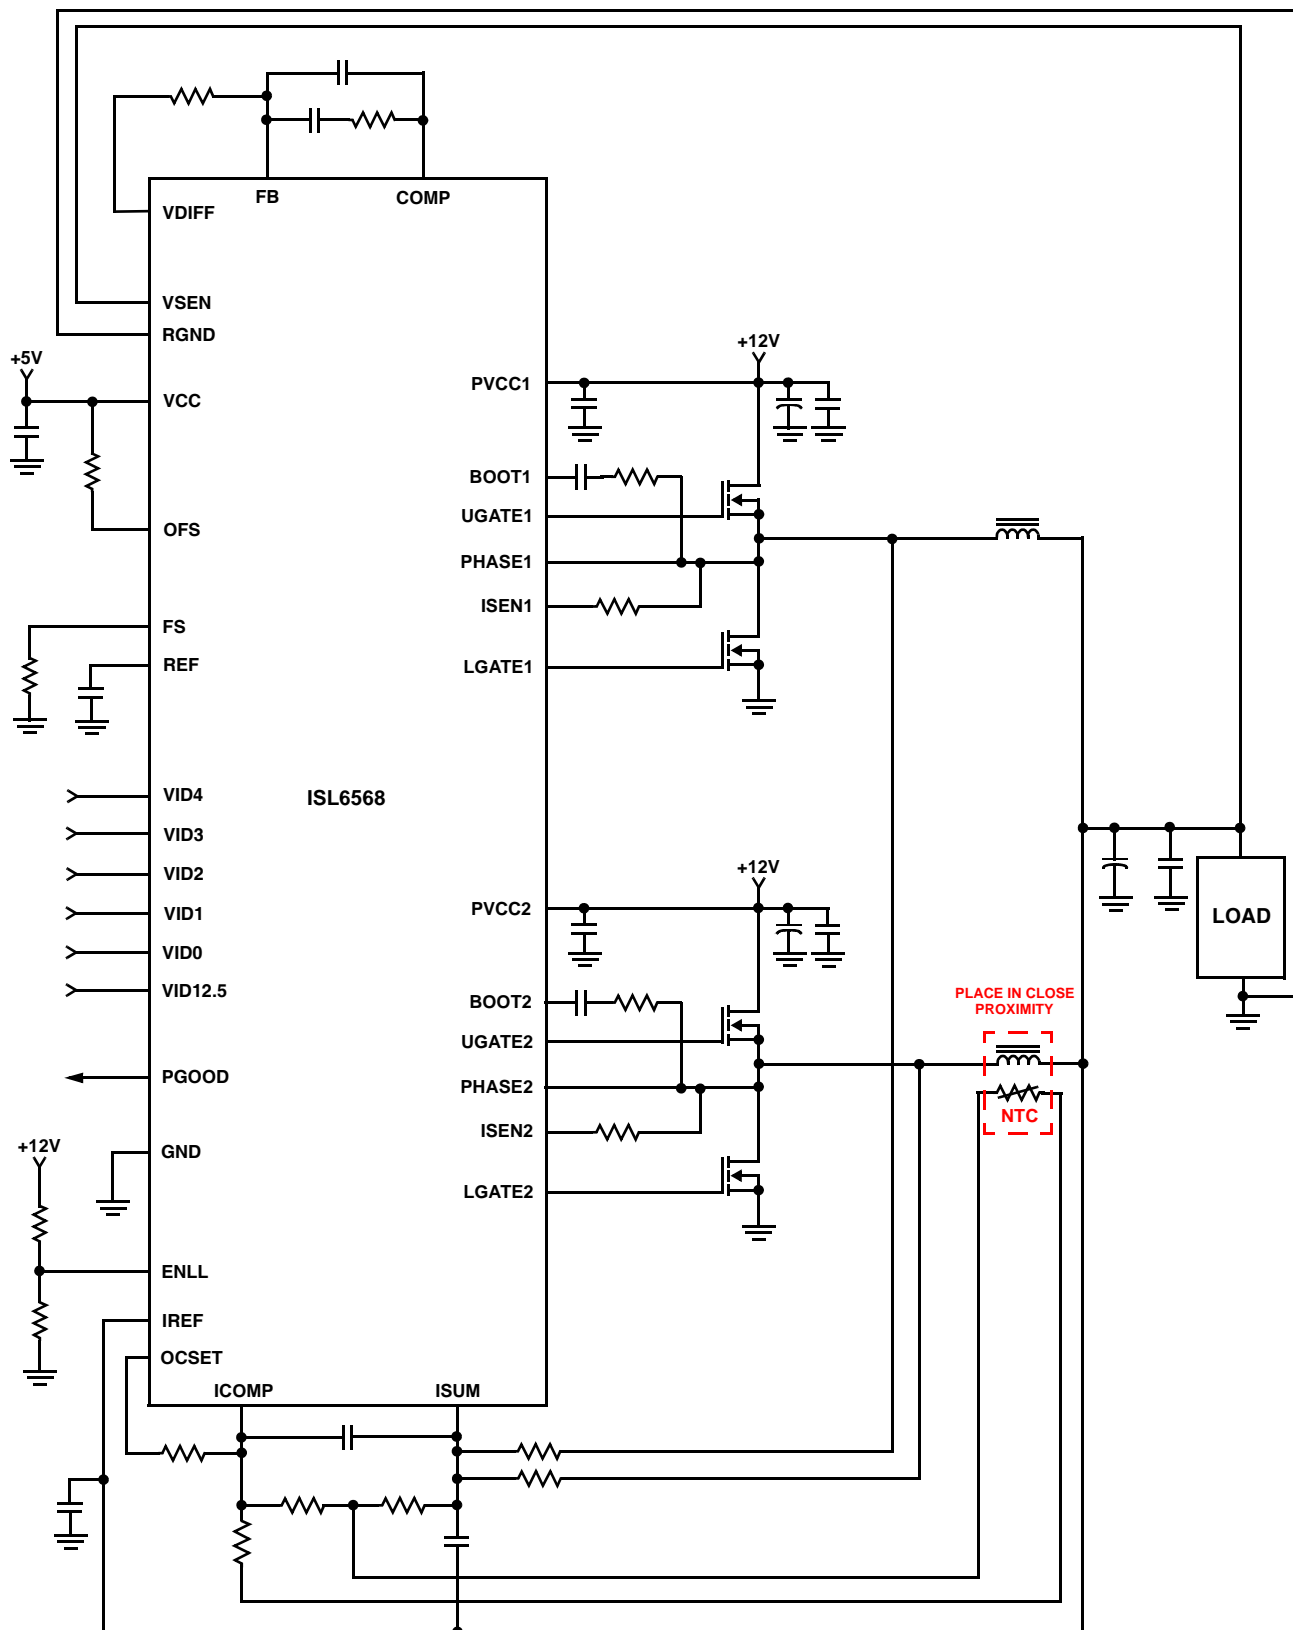 FB
COMP
VDIFF
VSEN
RGND
+5V
VCC
OFS
FS
REF
VID4
VID3
VID2
VID1
VID0
VID12.5
PGOOD
GND
+12V
ENLL
IREF
OCSET
ICOMP
ISUM
ISL6568
+12V
PVCC1
BOOT1
UGATE1
PHASE1
ISEN1
LGATE1
+12V
PVCC2
BOOT2
UGATE2
PHASE2
ISEN2
LGATE2
PLACE IN CLOSE
PROXIMITY
NTC
LOAD